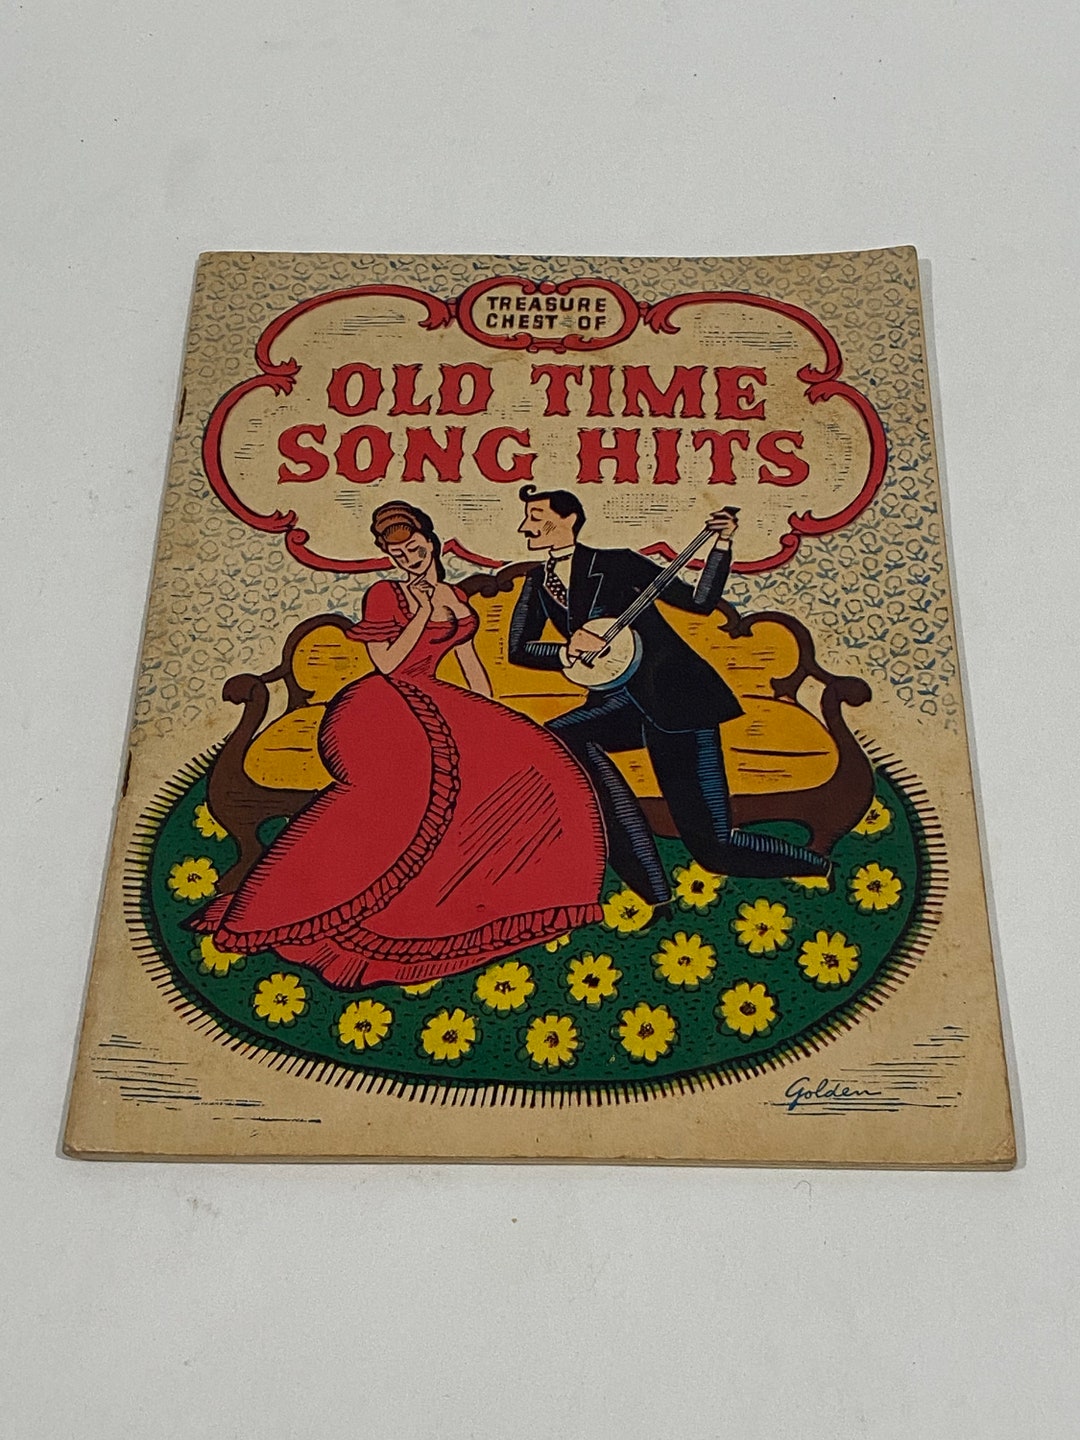 TREASURE
CHEST OF
OLD TIME
SONG HITS
Golden